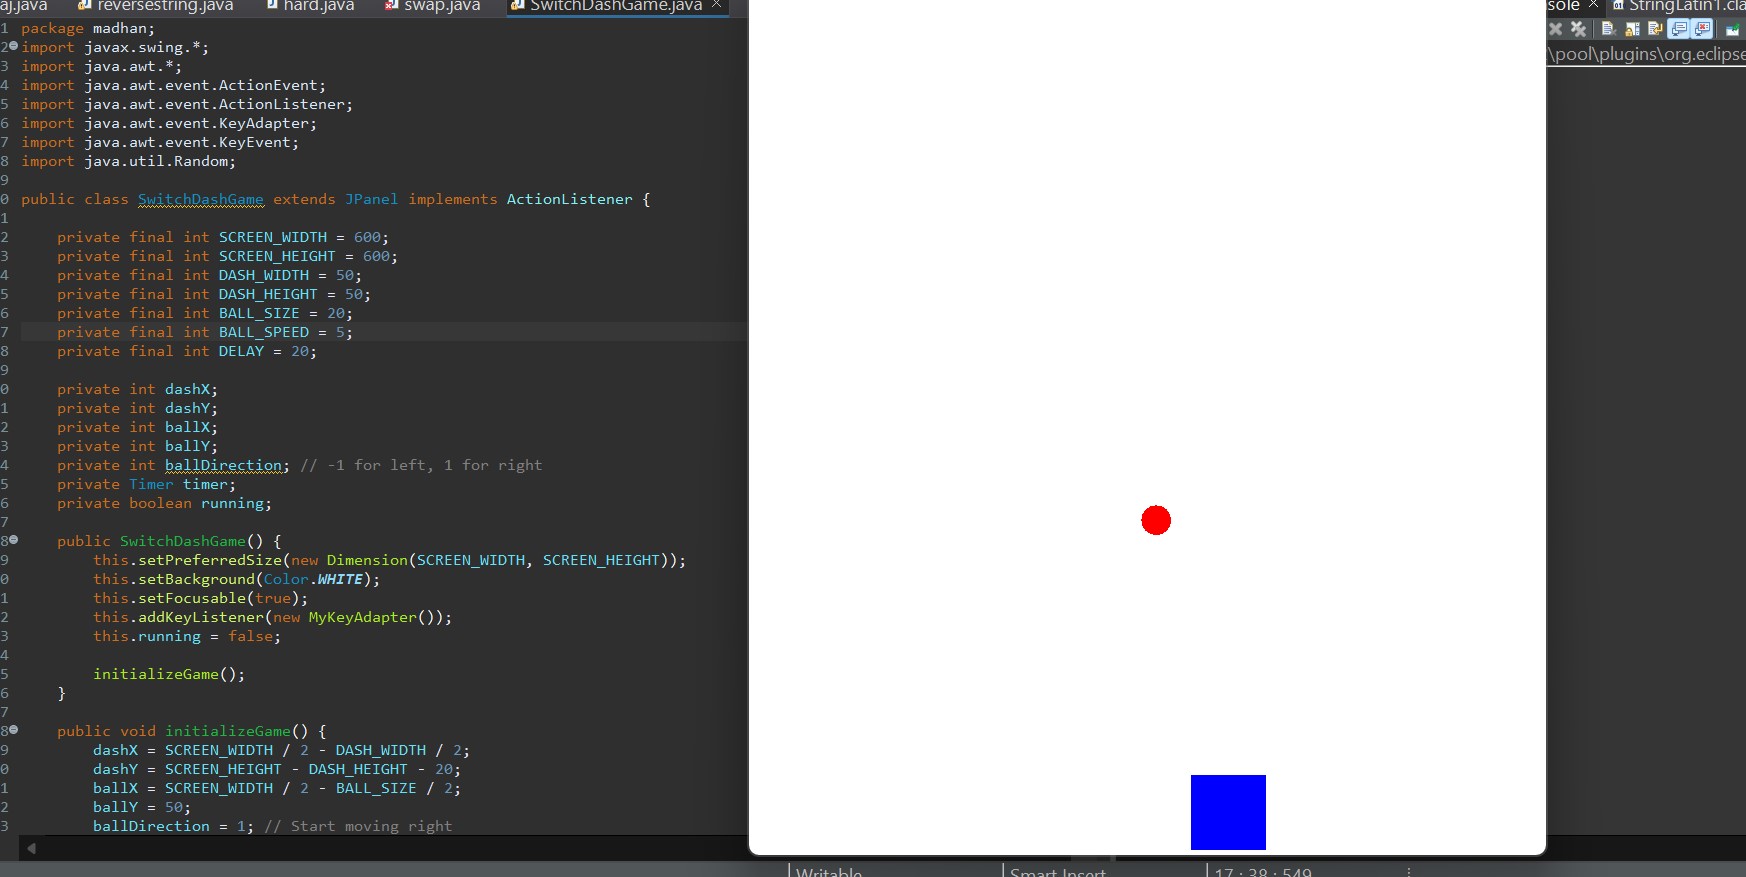 aj.java reversestring.java hard.java swap.java SwitchDashGame.java
1 package madhan;
2 import javax.swing.*;
3 import java.awt.*;
4 import java.awt.event.ActionEvent;
5 import java.awt.event.ActionListener;
6 import java.awt.event.KeyAdapter;
7 import java.awt.event.KeyEvent;
8 import java.util.Random;
9
0 public class SwitchDashGame extends JPanel implements ActionListener {
1
2 private final int SCREEN_WIDTH = 600;
3 private final int SCREEN_HEIGHT = 600;
4 private final int DASH_WIDTH = 50;
5 private final int DASH_HEIGHT = 50;
6 private final int BALL_SIZE = 20;
7 private final int BALL_SPEED = 5;
8 private final int DELAY = 20;
9
0 private int dashX;
1 private int dashY;
2 private int ballX;
3 private int ballY;
4 private int ballDirection; // -1 for left, 1 for right
5 private Timer timer;
6 private boolean running;
7
8 public SwitchDashGame() {
9 this.setPreferredSize(new Dimension(SCREEN_WIDTH, SCREEN_HEIGHT));
0 this.setBackground(Color.WHITE);
1 this.setFocusable(true);
2 this.addKeyListener(new MyKeyAdapter());
3 this.running = false;
4
5 initializeGame();
6 }
7
8 public void initializeGame() {
9 dashX = SCREEN_WIDTH / 2 - DASH_WIDTH / 2;
0 dashY = SCREEN_HEIGHT - DASH_HEIGHT - 20;
1 ballX = SCREEN_WIDTH / 2 - BALL_SIZE / 2;
2 ballY = 50;
3 ballDirection = 1; // Start moving right
sole StringLatin1.cla
\pool\plugins\org.eclipse
Writable Smart Insert 17 : 38 : 549